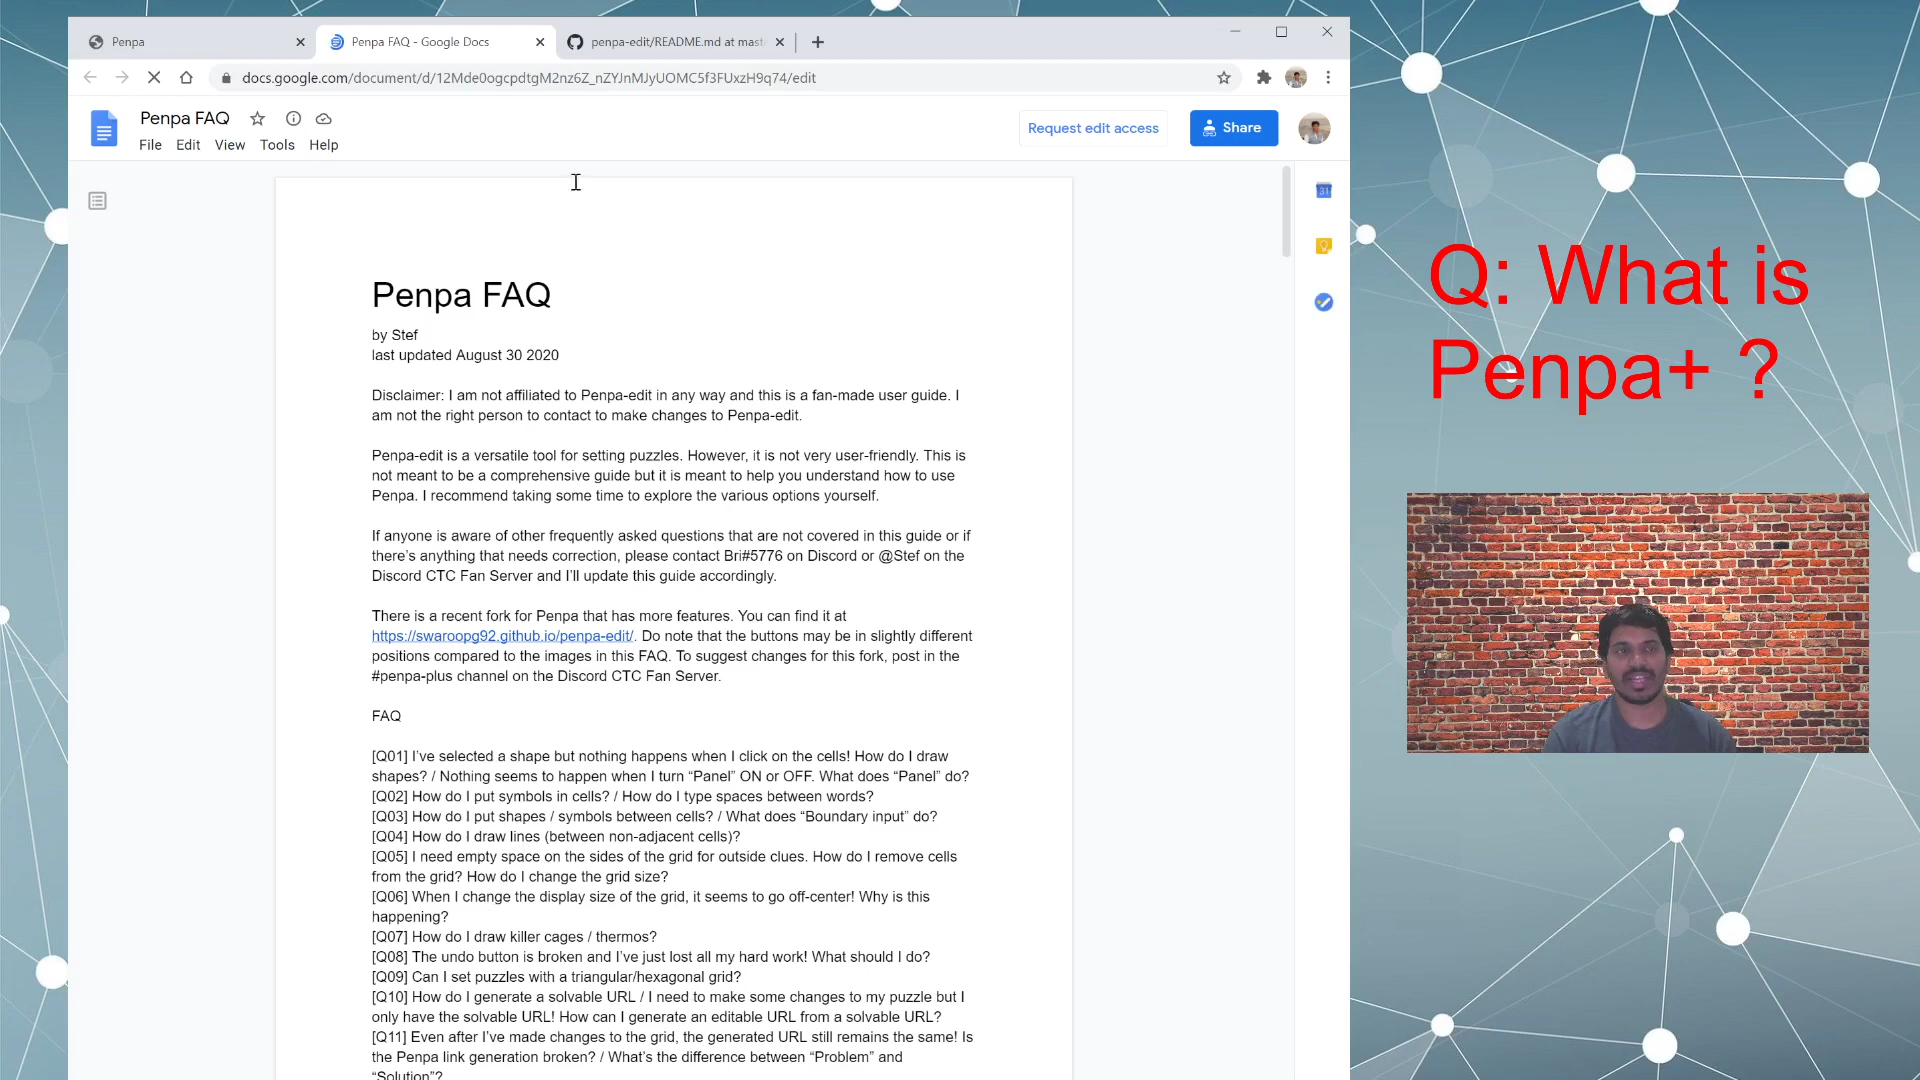 Penpa
Penpa FAQ - Google Docs
penpa-edit/README.md at mast
docs.google.com/document/d/12Mde0ogcpdtgM2nz6Z_nZYJnMJyUOMC5f3FUxzH9q74/edit
Penpa FAQ
File Edit View Tools Help
Request edit access
Share
31
Penpa FAQ
by Stef
last updated August 30 2020
Disclaimer: I am not affiliated to Penpa-edit in any way and this is a fan-made user guide. I
am not the right person to contact to make changes to Penpa-edit.
Penpa-edit is a versatile tool for setting puzzles. However, it is not very user-friendly. This is
not meant to be a comprehensive guide but it is meant to help you understand how to use
Penpa. I recommend taking some time to explore the various options yourself.
If anyone is aware of other frequently asked questions that are not covered in this guide or if
there’s anything that needs correction, please contact Bri#5776 on Discord or @Stef on the
Discord CTC Fan Server and I’ll update this guide accordingly.
There is a recent fork for Penpa that has more features. You can find it at
https://swaroopg92.github.io/penpa-edit/. Do note that the buttons may be in slightly different
positions compared to the images in this FAQ. To suggest changes for this fork, post in the
#penpa-plus channel on the Discord CTC Fan Server.
FAQ
[Q01] I’ve selected a shape but nothing happens when I click on the cells! How do I draw
shapes? / Nothing seems to happen when I turn “Panel” ON or OFF. What does “Panel” do?
[Q02] How do I put symbols in cells? / How do I type spaces between words?
[Q03] How do I put shapes / symbols between cells? / What does “Boundary input” do?
[Q04] How do I draw lines (between non-adjacent cells)?
[Q05] I need empty space on the sides of the grid for outside clues. How do I remove cells
from the grid? How do I change the grid size?
[Q06] When I change the display size of the grid, it seems to go off-center! Why is this
happening?
[Q07] How do I draw killer cages / thermos?
[Q08] The undo button is broken and I’ve just lost all my hard work! What should I do?
[Q09] Can I set puzzles with a triangular/hexagonal grid?
[Q10] How do I generate a solvable URL / I need to make some changes to my puzzle but I
only have the solvable URL! How can I generate an editable URL from a solvable URL?
[Q11] Even after I’ve made changes to the grid, the generated URL still remains the same! Is
the Penpa link generation broken? / What’s the difference between “Problem” and
“Solution”?
Q: What is
Penpa+ ?